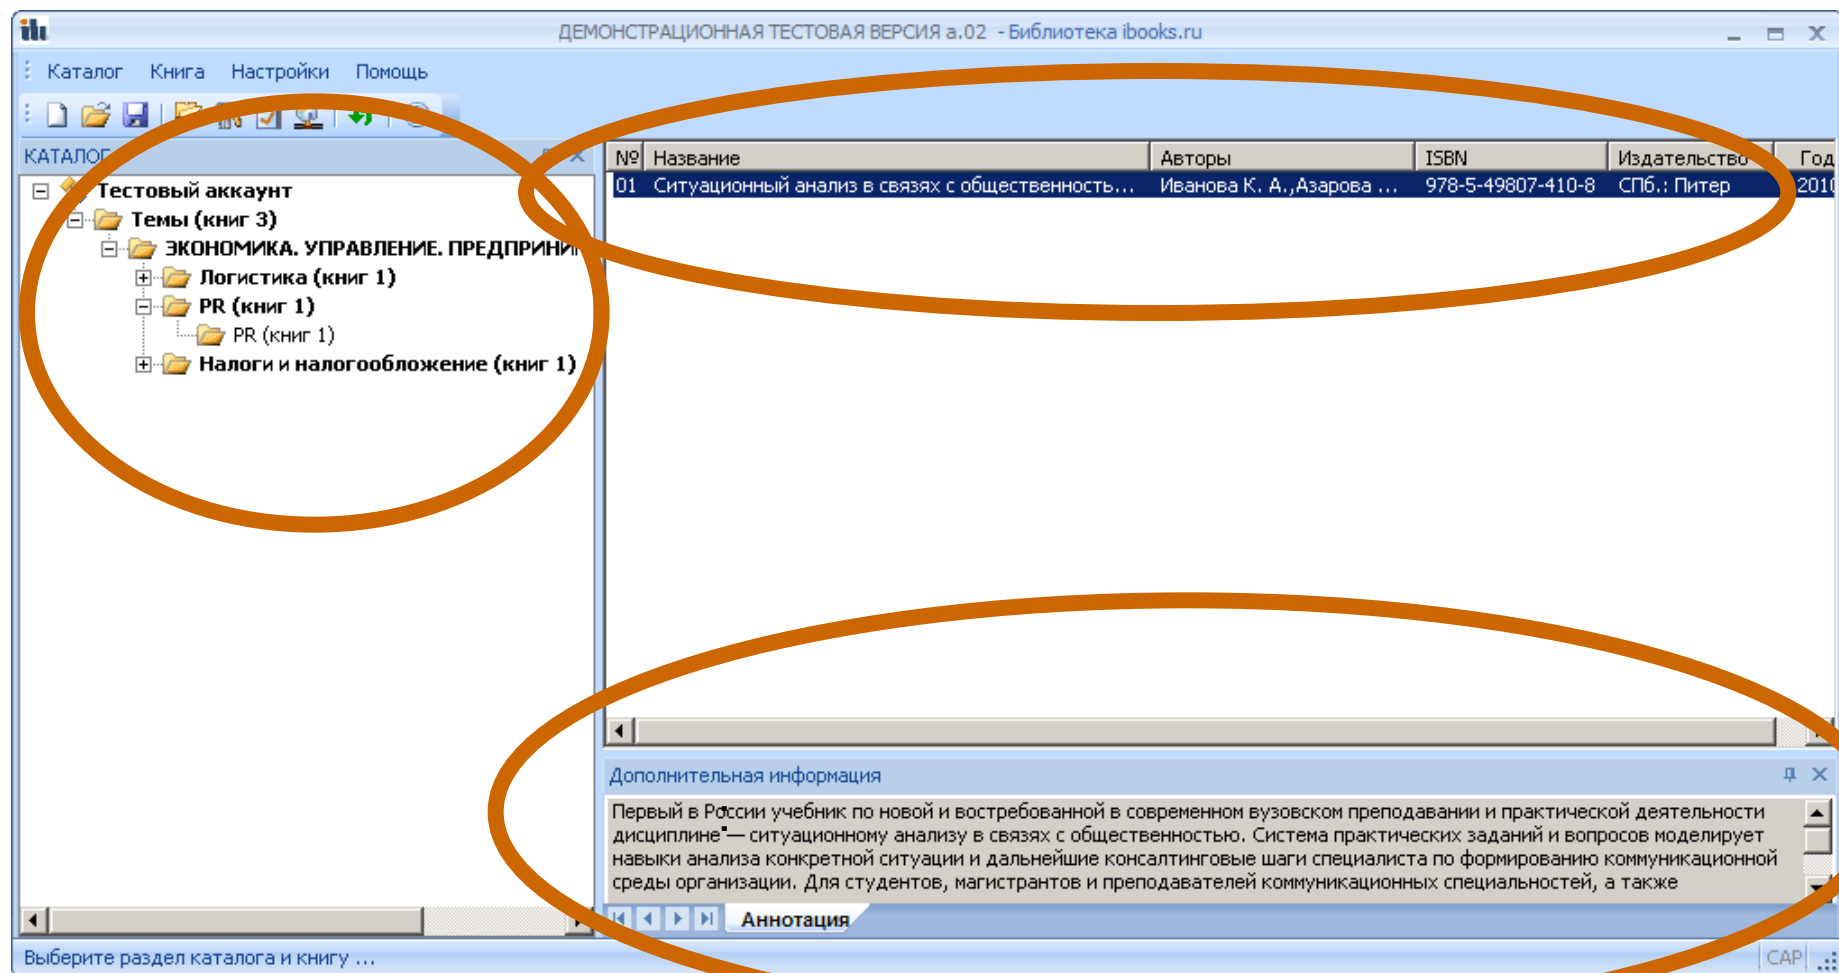 ДЕМОНСТРАЦИОННАЯ ТЕСТОВАЯ ВЕРСИЯ a.02 - Библиотека ibooks.ru
Каталог Книга Настройки Помощь
КАТАЛОГ
Тестовый аккаунт
Темы (книг 3)
ЭКОНОМИКА. УПРАВЛЕНИЕ.
Логистика (книг 1)
PR (книг 1)
PR (книг 1)
Налоги и налогообложение (книг 1)
№ Название Авторы ISBN Издательство Год
01 Ситуационный анализ в связях с общественность... Иванова К. А.,Азарова ... 978-5-49807-410-8 СПб.: Питер 2010
Дополнительная информация
Первый в России учебник по новой и востребованной в современном вузовском преподавании и практической деятельности
дисциплине — ситуационному анализу в связях с общественностью. Система практических заданий и вопросов моделирует
навыки анализа конкретной ситуации и дальнейшие консалтинговые шаги специалиста по формированию коммуникационной
среды организации. Для студентов, магистрантов и преподавателей коммуникационных специальностей, а также
Аннотация
Выберите раздел каталога и книгу ...
CAP